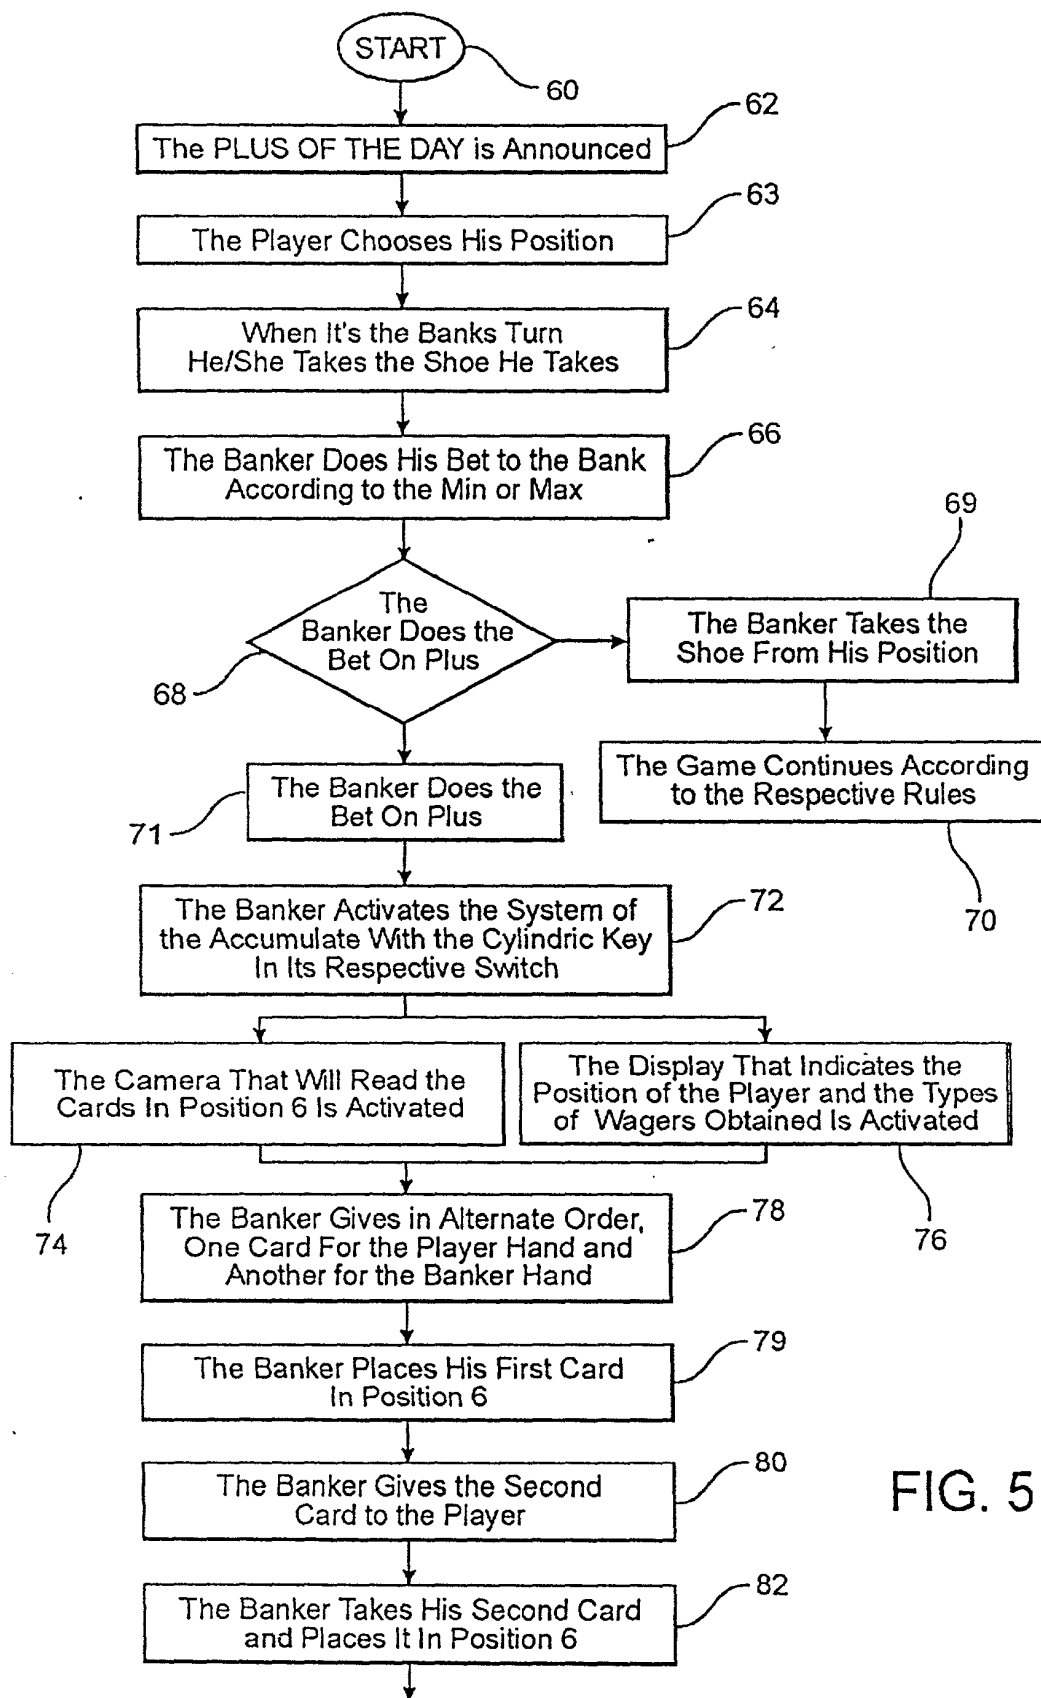 START
60
The PLUS OF THE DAY is Announced
62
The Player Chooses His Position
63
When It's the Banks Turn
He/She Takes the Shoe He Takes
64
The Banker Does His Bet to the Bank
According to the Min or Max
66
The
Banker Does the
Bet On Plus
68
The Banker Takes the
Shoe From His Position
69
The Game Continues According
to the Respective Rules
70
The Banker Does the
Bet On Plus
71
The Banker Activates the System of
the Accumulate With the Cylindric Key
In Its Respective Switch
72
The Camera That Will Read the
Cards In Position 6 Is Activated
74
The Display That Indicates the
Position of the Player and the Types
of Wagers Obtained Is Activated
76
The Banker Gives in Alternate Order,
One Card For the Player Hand and
Another for the Banker Hand
78
The Banker Places His First Card
In Position 6
79
The Banker Gives the Second
Card to the Player
80
The Banker Takes His Second Card
and Places It In Position 6
82
FIG. 5